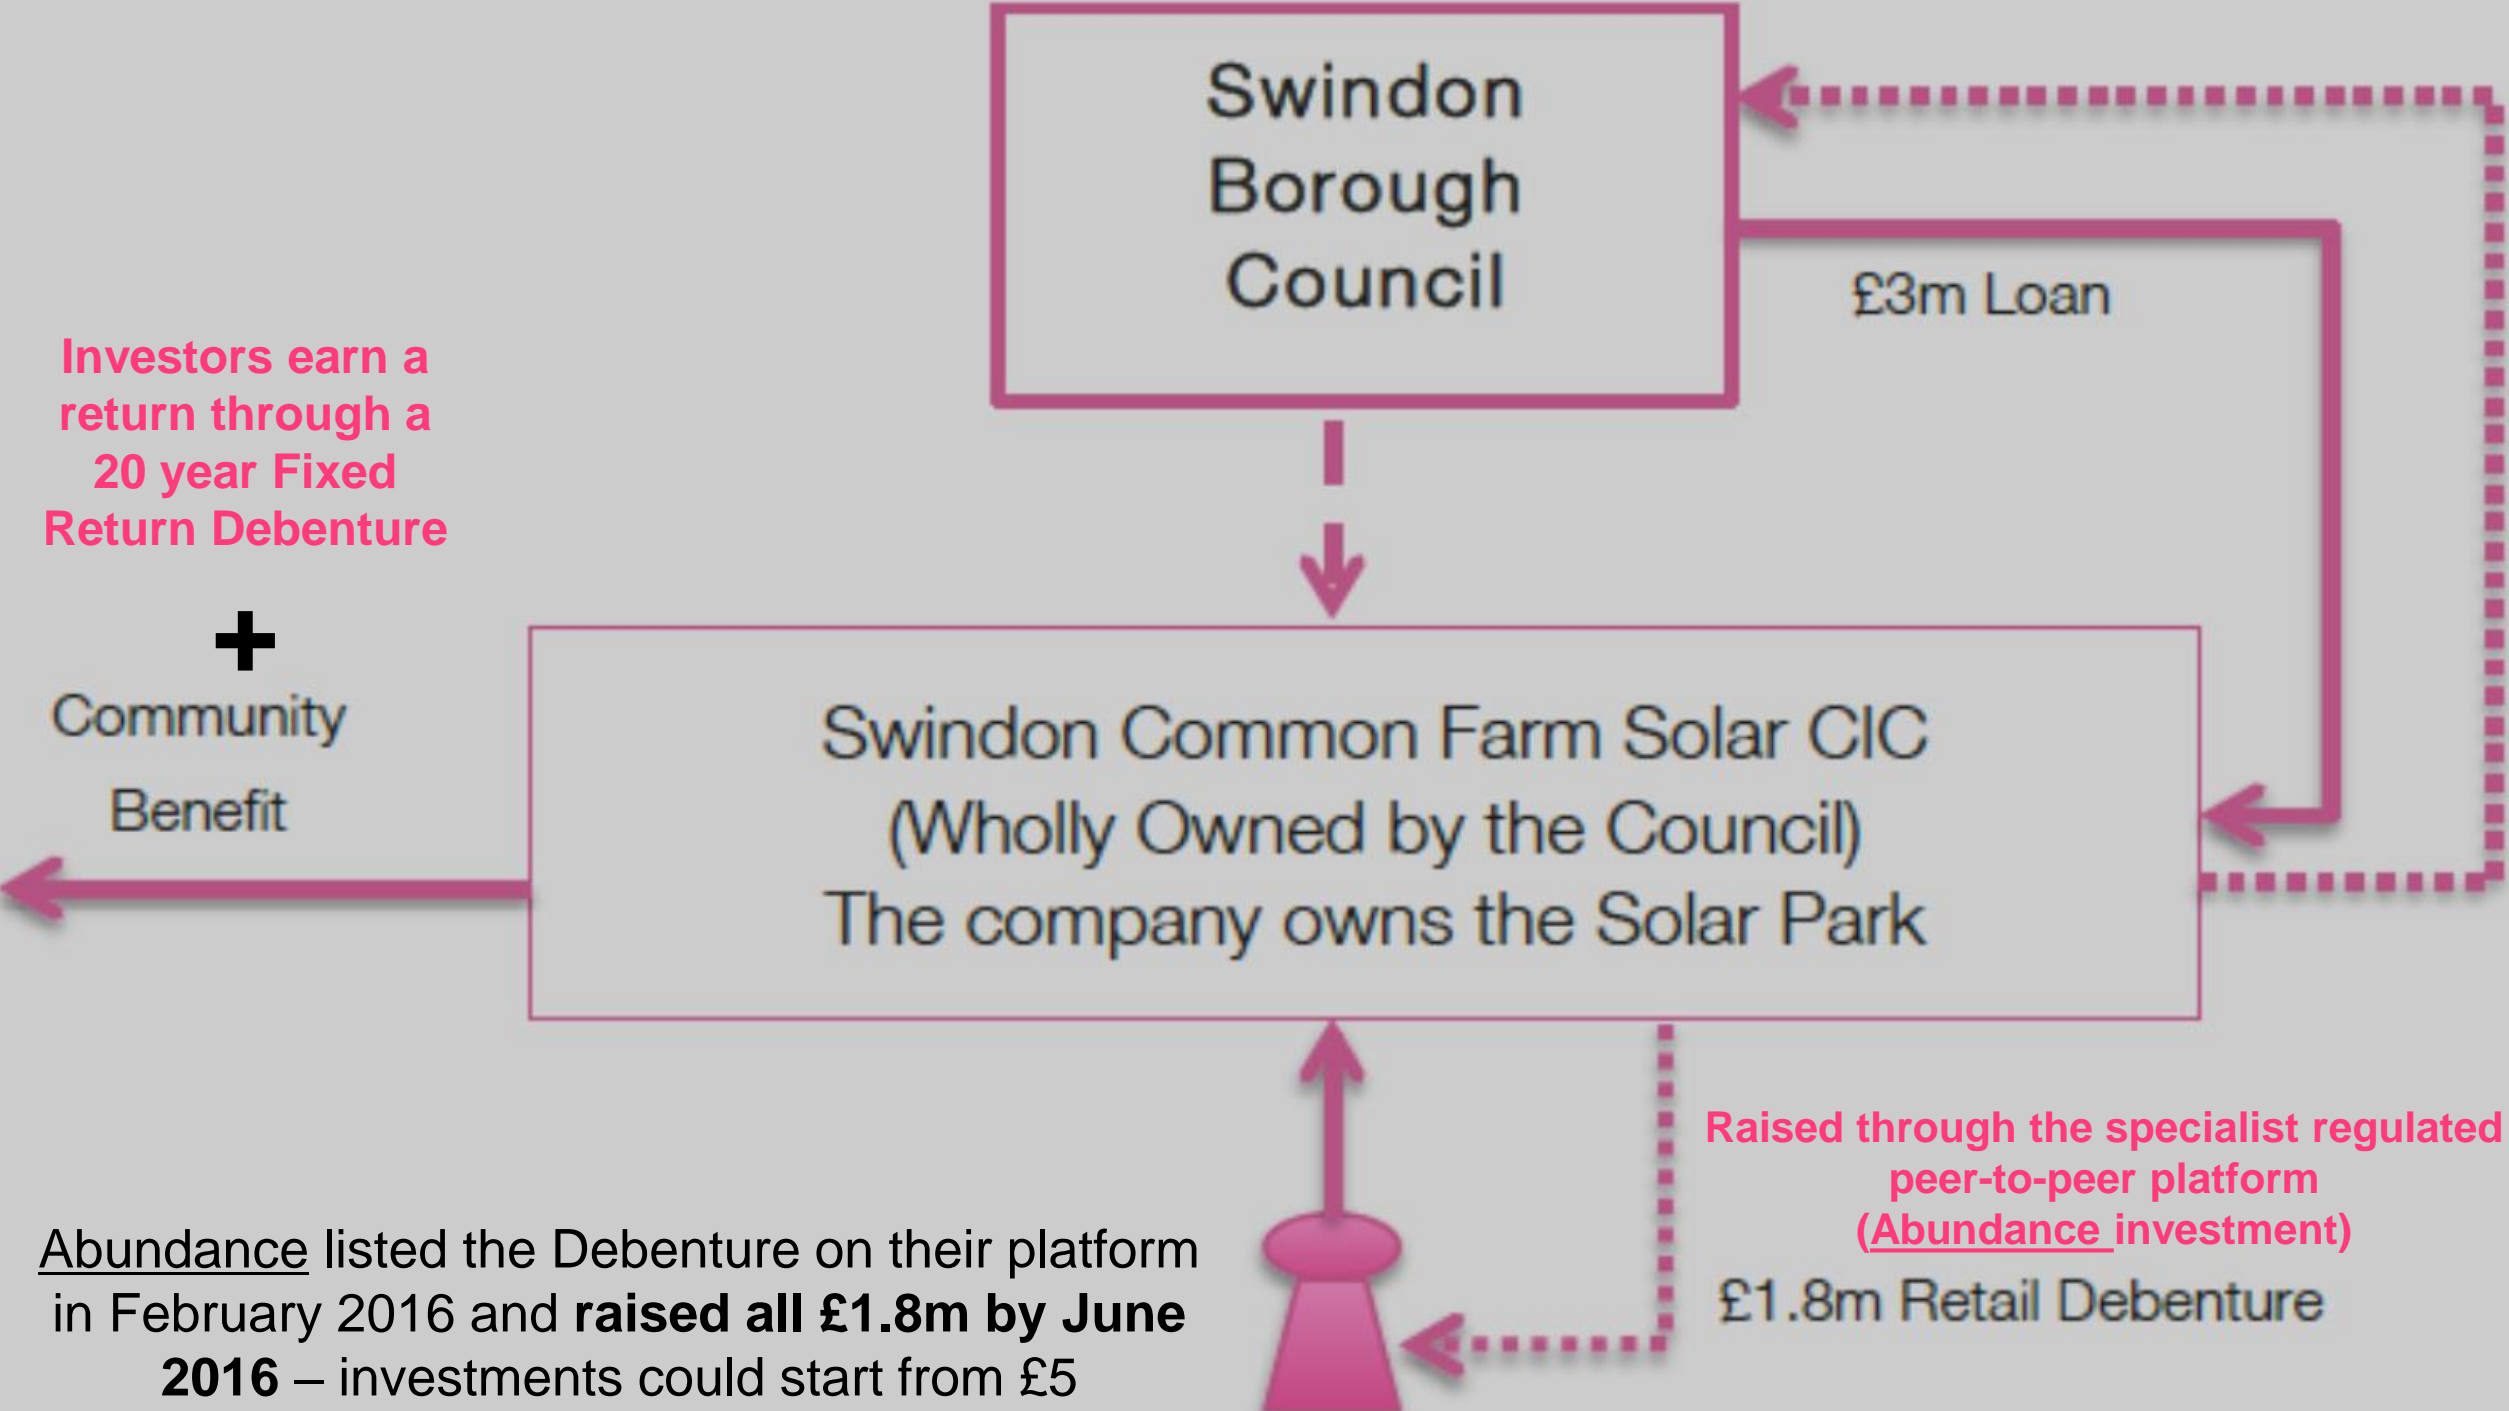 Swindon
Borough
Council
£3m Loan
Investors earn a
return through a
20 year Fixed
Return Debenture
+
Community
Benefit
Swindon Common Farm Solar CIC
(Wholly Owned by the Council)
The company owns the Solar Park
Raised through the specialist regulated
peer-to-peer platform
(Abundance investment)
£1.8m Retail Debenture
Abundance listed the Debenture on their platform
in February 2016 and raised all £1.8m by June
2016 – investments could start from £5